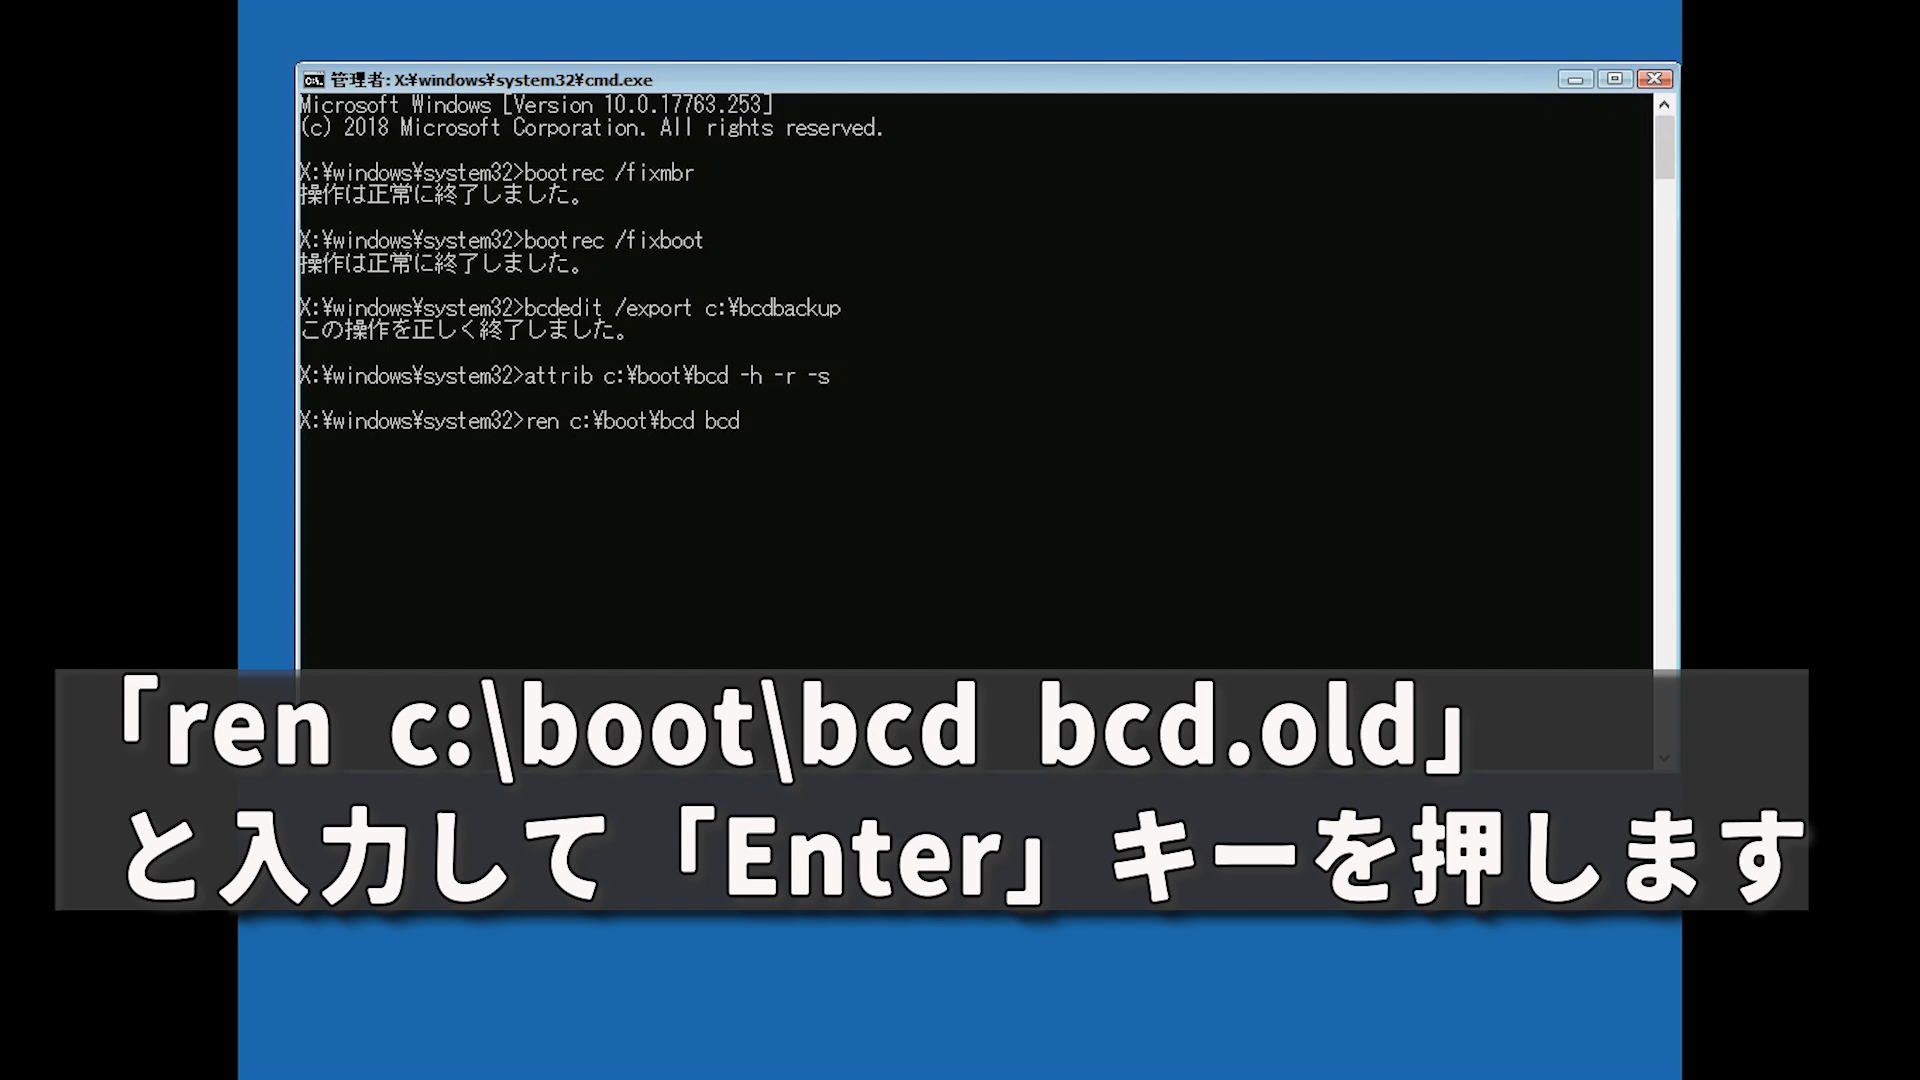 管理者: X:¥windows¥system32¥cmd.exe
Microsoft Windows [Version 10.0.17763.253]
(c) 2018 Microsoft Corporation. All rights reserved.
X:¥windows¥system32>bootrec /fixmbr
操作は正常に終了しました。
X:¥windows¥system32>bootrec /fixboot
操作は正常に終了しました。
X:¥windows¥system32>bcdedit /export c:¥bcdbackup
この操作を正しく終了しました。
X:¥windows¥system32>attrib c:¥boot¥bcd -h -r -s
X:¥windows¥system32>ren c:¥boot¥bcd bcd
「ren c:\boot\bcd bcd.old」
と入力して「Enter」キーを押します